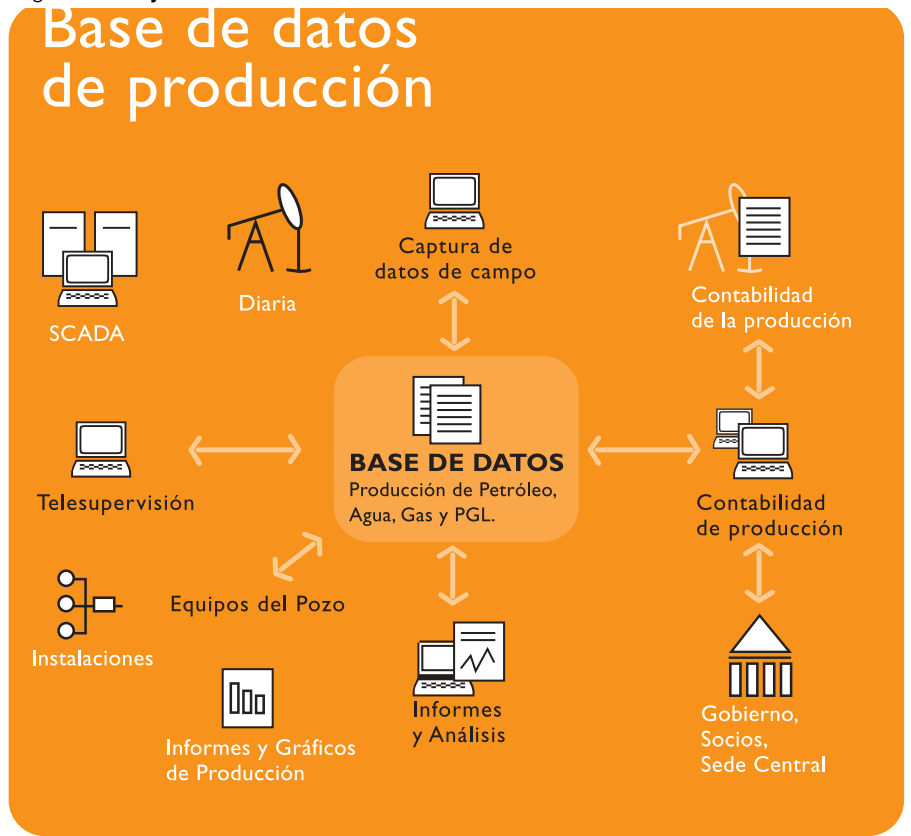 Base de datos
de producción
SCADA
Diaria
Captura de
datos de campo
Contabilidad
de la producción
Telesupervisión
BASE DE DATOS
Producción de Petróleo,
Agua, Gas y PGL.
Contabilidad
de producción
Equipos del Pozo
Instalaciones
Informes y Gráficos
de Producción
Informes
y Análisis
Gobierno,
Socios,
Sede Central